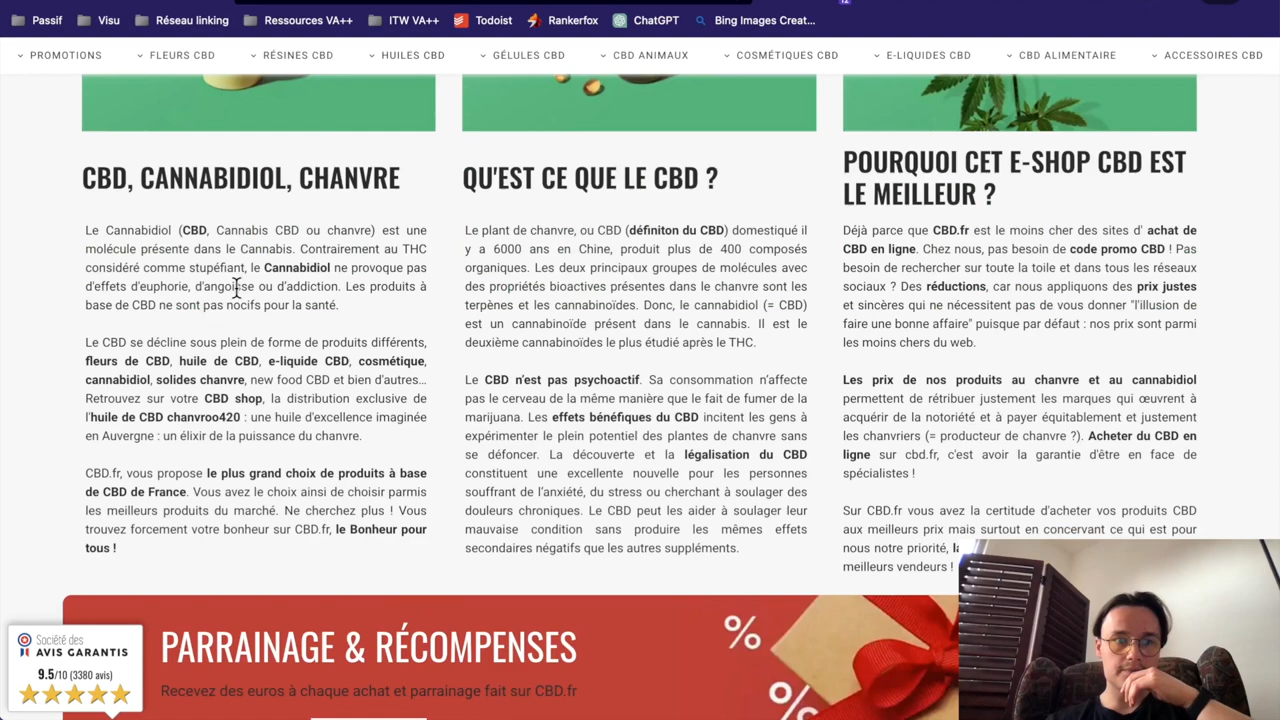 Passif Visu Réseau linking Ressources VA++ ITW VA++ Todoist Rankerfox ChatGPT Bing Images Creat...
12
PROMOTIONS FLEURS CBD RÉSINES CBD HUILES CBD GÉLULES CBD CBD ANIMAUX COSMÉTIQUES CBD E-LIQUIDES CBD CBD ALIMENTAIRE ACCESSOIRES CBD
CBD, CANNABIDIOL, CHANVRE
Le Cannabidiol (CBD, Cannabis CBD ou chanvre) est une
molécule présente dans le Cannabis. Contrairement au THC
considéré comme stupéfiant, le Cannabidiol ne provoque pas
d'effets d'euphorie, d'angoisse ou d'addiction. Les produits à
base de CBD ne sont pas nocifs pour la santé.
Le CBD se décline sous plein de forme de produits différents,
fleurs de CBD, huile de CBD, e-liquide CBD, cosmétique,
cannabidiol, solides chanvre, new food CBD et bien d'autres…
Retrouvez sur votre CBD shop, la distribution exclusive de
l'huile de CBD chanvroo420 : une huile d'excellence imaginée
en Auvergne : un élixir de la puissance du chanvre.
CBD.fr, vous propose le plus grand choix de produits à base
de CBD de France. Vous avez le choix ainsi de choisir parmis
les meilleurs produits du marché. Ne cherchez plus ! Vous
trouvez forcement votre bonheur sur CBD.fr, le Bonheur pour
tous !
QU'EST CE QUE LE CBD ?
Le plant de chanvre, ou CBD (définiton du CBD) domestiqué il
y a 6000 ans en Chine, produit plus de 400 composés
organiques. Les deux principaux groupes de molécules avec
des propriétés bioactives présentes dans le chanvre sont les
terpènes et les cannabinoïdes. Donc, le cannabidiol (= CBD)
est un cannabinoïde présent dans le cannabis. Il est le
deuxième cannabinoïdes le plus étudié après le THC.
Le CBD n'est pas psychoactif. Sa consommation n'affecte
pas le cerveau de la même manière que le fait de fumer de la
marijuana. Les effets bénéfiques du CBD incitent les gens à
expérimenter le plein potentiel des plantes de chanvre sans
se défoncer. La découverte et la légalisation du CBD
constituent une excellente nouvelle pour les personnes
souffrant de l'anxiété, du stress ou cherchant à soulager des
douleurs chroniques. Le CBD peut les aider à soulager leur
mauvaise condition sans produire les mêmes effets
secondaires négatifs que les autres suppléments.
POURQUOI CET E-SHOP CBD EST
LE MEILLEUR ?
Déjà parce que CBD.fr est le moins cher des sites d' achat de
CBD en ligne. Chez nous, pas besoin de code promo CBD ! Pas
besoin de rechercher sur toute la toile et dans tous les réseaux
sociaux ? Des réductions, car nous appliquons des prix justes
et sincères qui ne nécessitent pas de vous donner "l'illusion de
faire une bonne affaire" puisque par défaut : nos prix sont parmi
les moins chers du web.
Les prix de nos produits au chanvre et au cannabidiol
permettent de rétribuer justement les marques qui œuvrent à
acquérir de la notoriété et à payer équitablement et justement
les chanvriers (= producteur de chanvre ?). Acheter du CBD en
ligne sur cbd.fr, c'est avoir la garantie d'être en face de
spécialistes !
Sur CBD.fr vous avez la certitude d'acheter vos produits CBD
aux meilleurs prix mais surtout en concervant ce qui est pour
nous notre priorité,
meilleurs vendeurs !
PARRAINAGE & RÉCOMPENSES
Recevez des euros à chaque achat et parrainage fait sur CBD.fr
%
%
Société des
AVIS GARANTIS
9.5/10 (3380 avis)